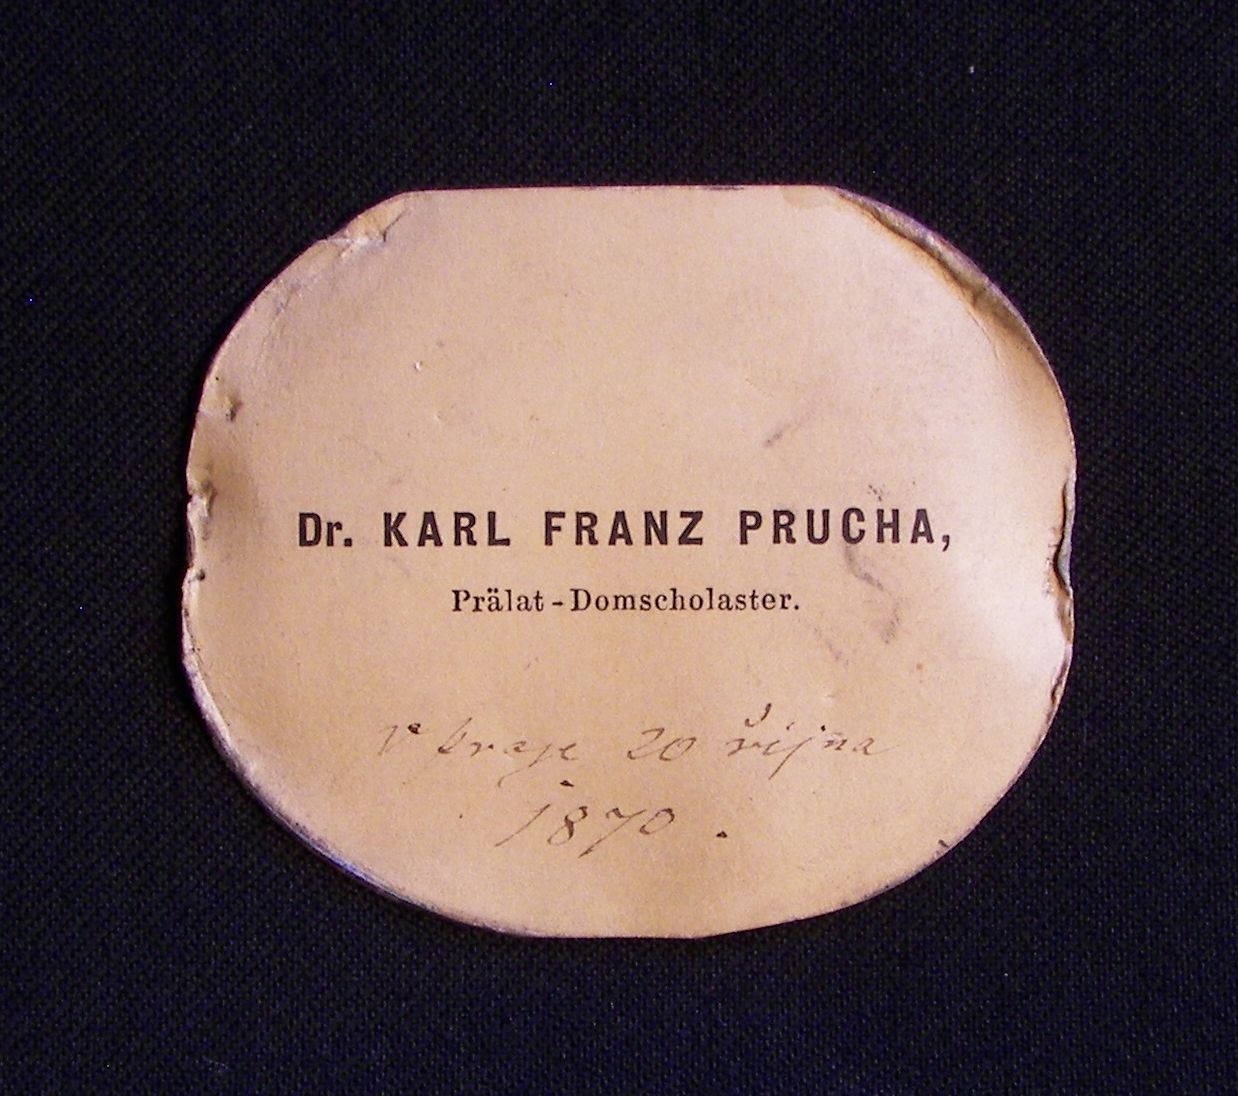 Dr. KARL FRANZ PRUCHA,
Prälat-Domscholaster.
v praze 20 října
1870.